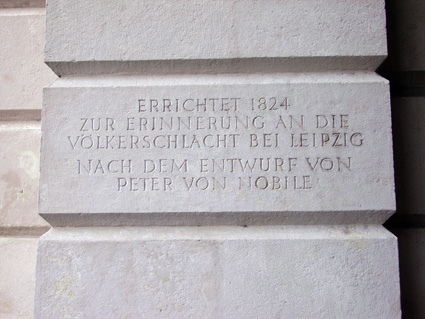 ERRICHTET 1824
ZUR ERINNERUNG AN DIE
VÖLKERSCHLACHT BEI LEIPZIG
NACH DEM ENTWURF VON
PETER VON NOBILE